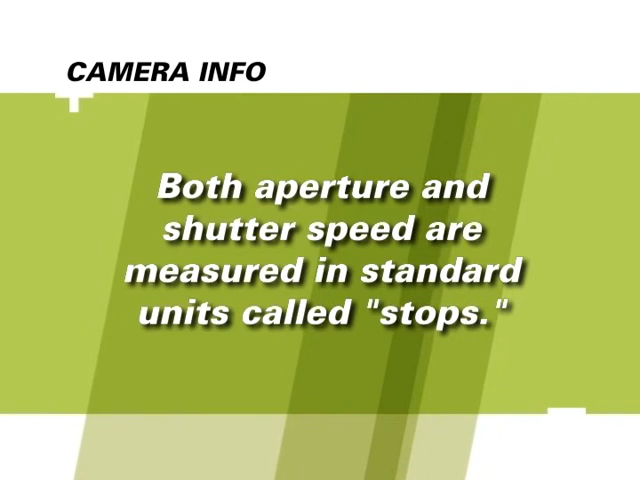 CAMERA INFO
Both aperture and
shutter speed are
measured in standard
units called "stops."